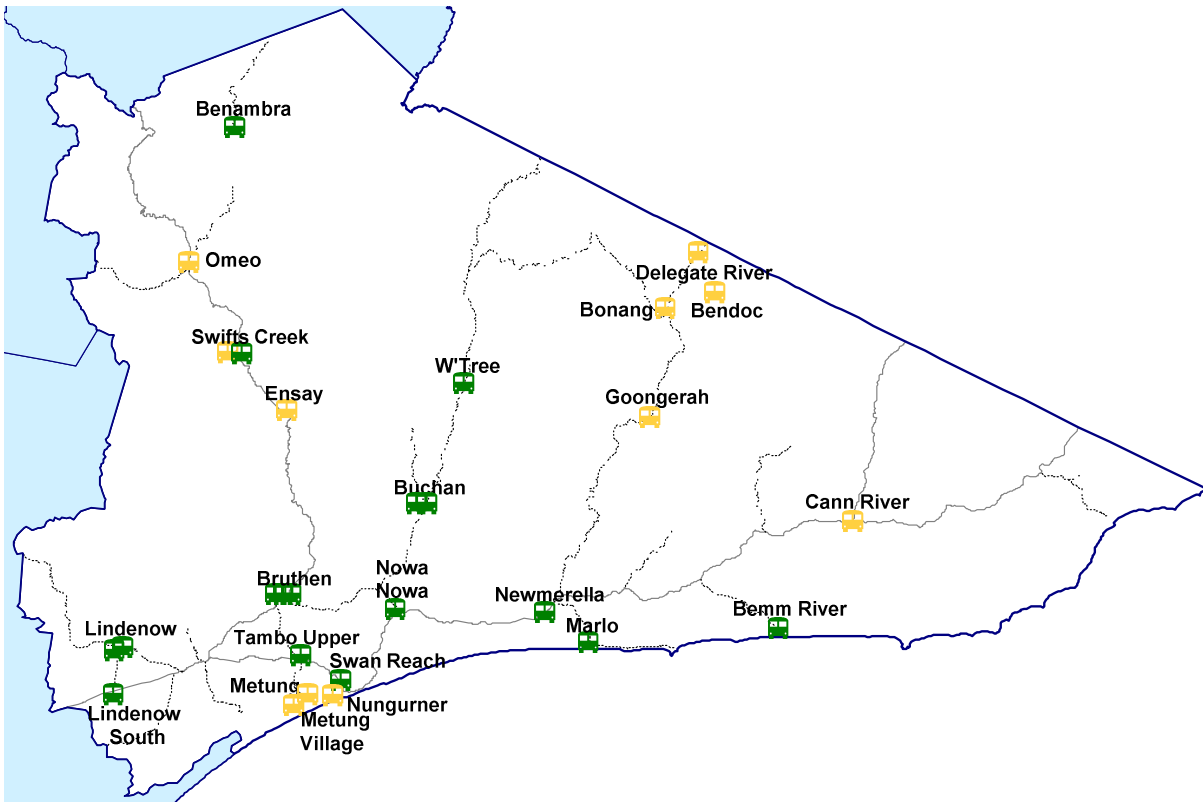 Benambra
Omeo
Delegate River
Bonang
Bendoc
Swifts Creek
W'Tree
Ensay
Goongerah
Buchan
Cann River
Nowa
Nowa
Bruthen
Newmerella
Bemm River
Marlo
Lindenow
Tambo Upper
Swan Reach
Metung
Nungurner
Lindenow
South
Metung
Village